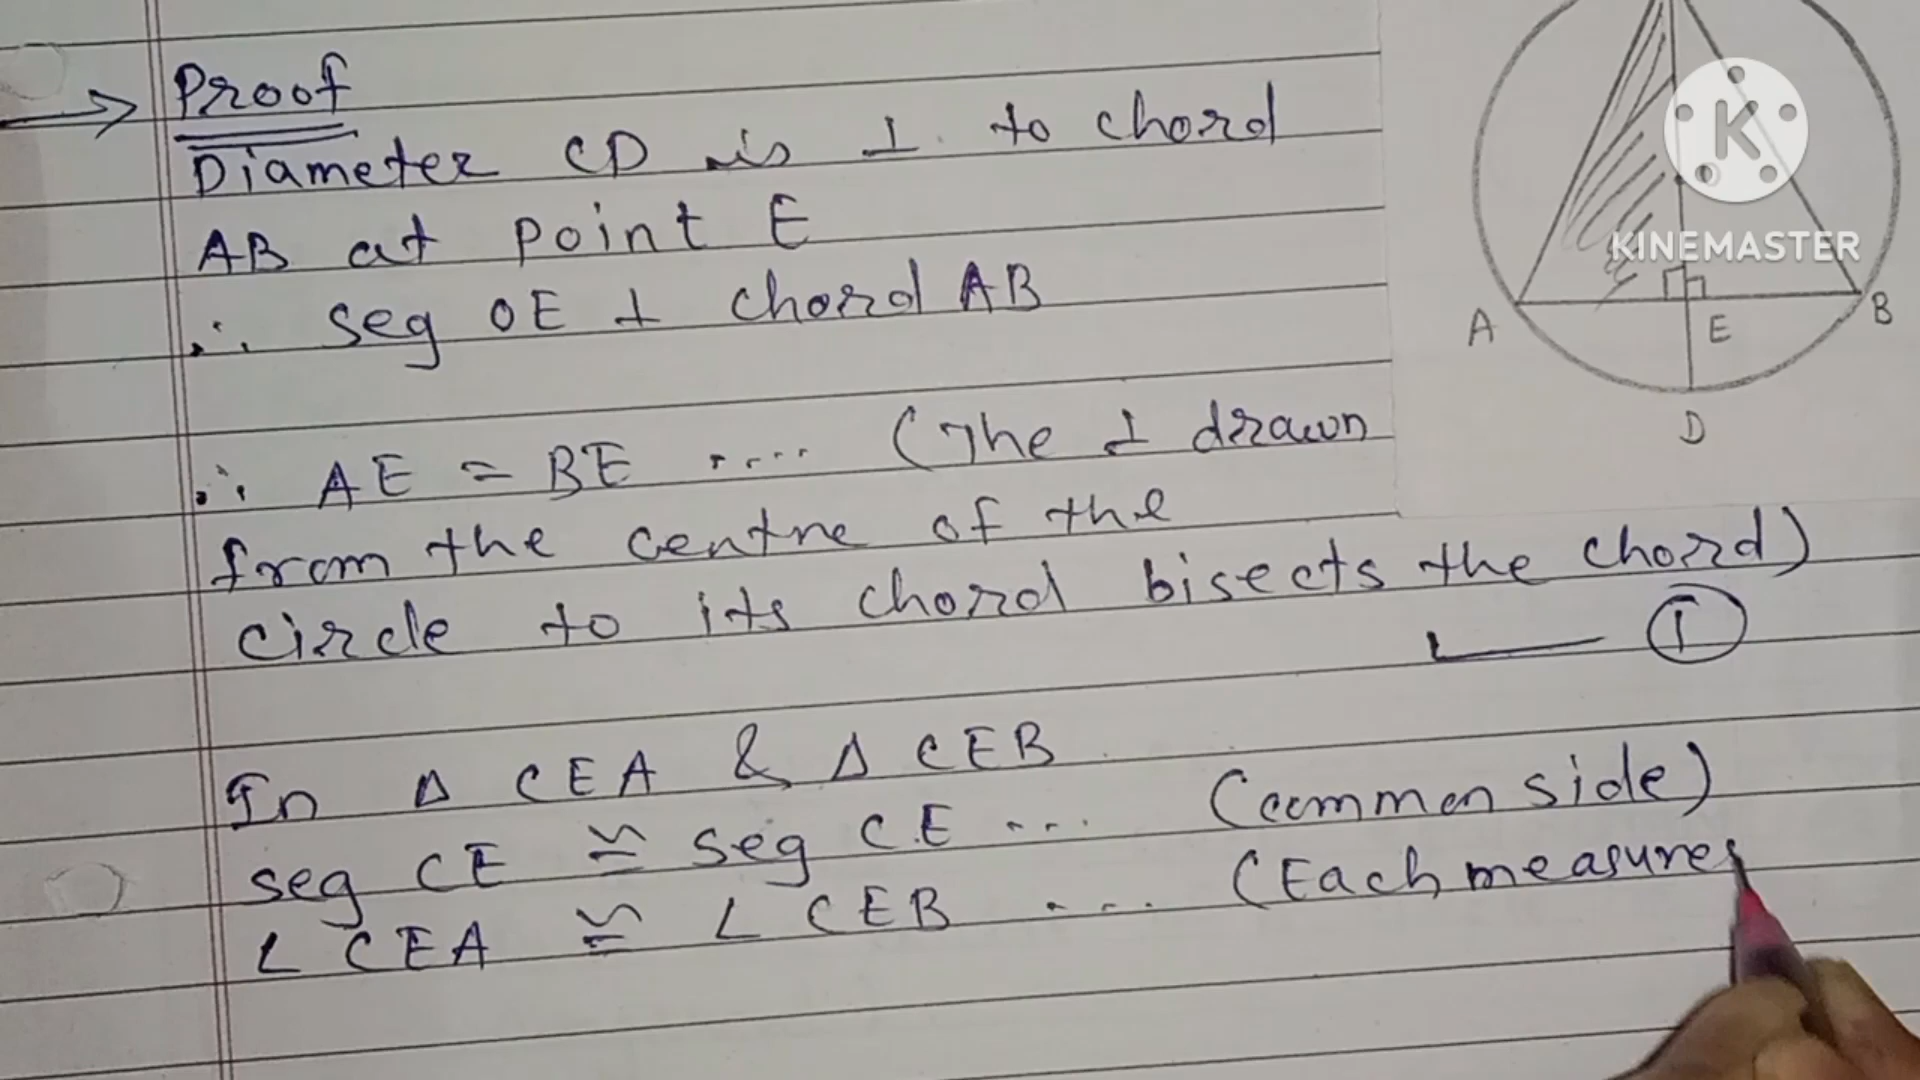 Proof
Diameter CD is ⊥ to chord
AB at point E
∴ seg OE ⊥ chord AB
∴ AE = BE .... (The ⊥ drawn
from the centre of the
circle to its chord bisects the chord)
— I
In Δ CEA & Δ CEB
seg CE ≅ seg CE ... (common side)
∠ CEA ≅ ∠ CEB ... (Each measures
K
KINEMASTER
A
E
B
D